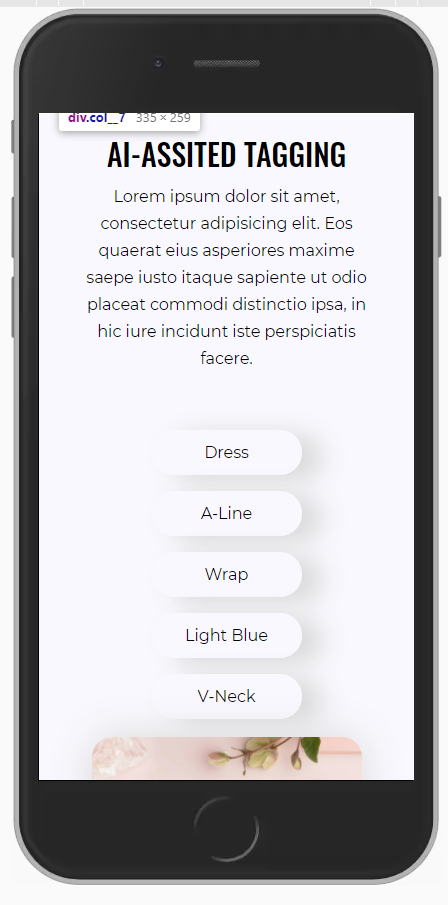 div.col__7 335 × 259
AI-ASSITED TAGGING
Lorem ipsum dolor sit amet,
consectetur adipisicing elit. Eos
quaerat eius asperiores maxime
saepe iusto itaque sapiente ut odio
placeat commodi distinctio ipsa, in
hic iure incidunt iste perspiciatis
facere.
Dress
A-Line
Wrap
Light Blue
V-Neck